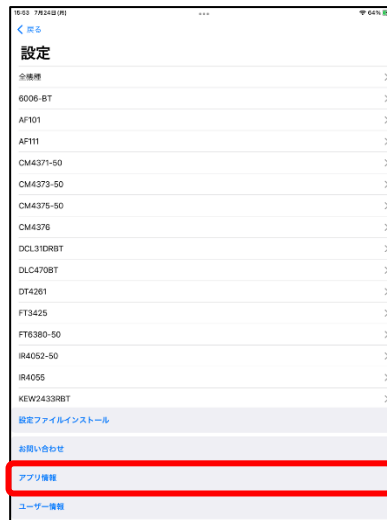 15:53 7月24日(月)
64%
戻る
設定
全機種
6006-BT
AF101
AF111
CM4371-50
CM4373-50
CM4375-50
CM4376
DCL31DRBT
DLC470BT
DT4261
FT3425
FT6380-50
IR4052-50
IR4055
KEW2433RBT
設定ファイルインストール
お問い合わせ
アプリ情報
ユーザー情報